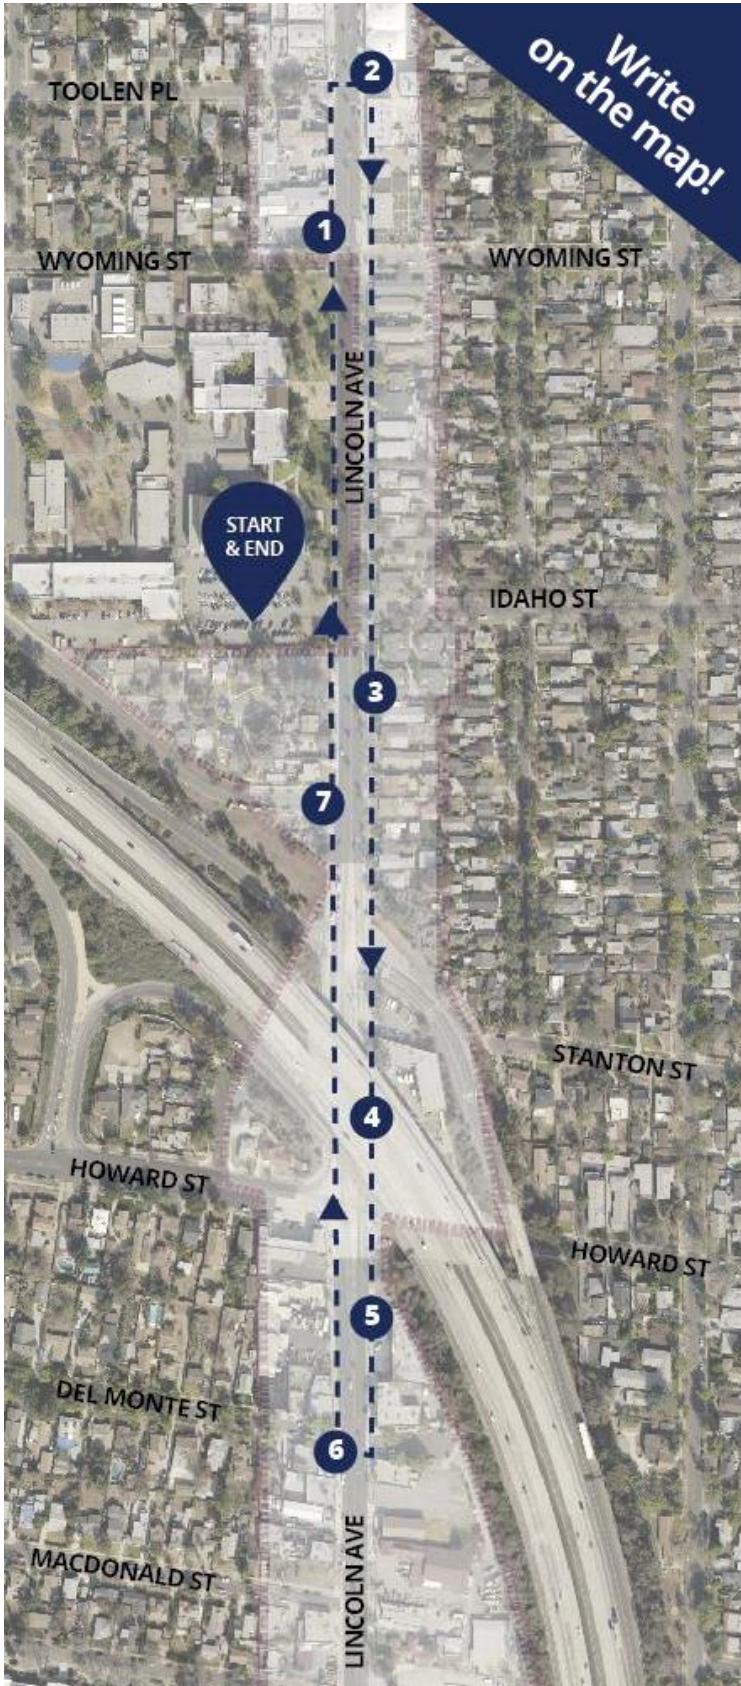 Write
on the map!
2
TOOLEN PL
1
WYOMING ST
WYOMING ST
LINCOLN AVE
START
& END
IDAHO ST
3
7
STANTON ST
4
HOWARD ST
HOWARD ST
5
DEL MONTE ST
6
LINCOLN AVE
MACDONALD ST